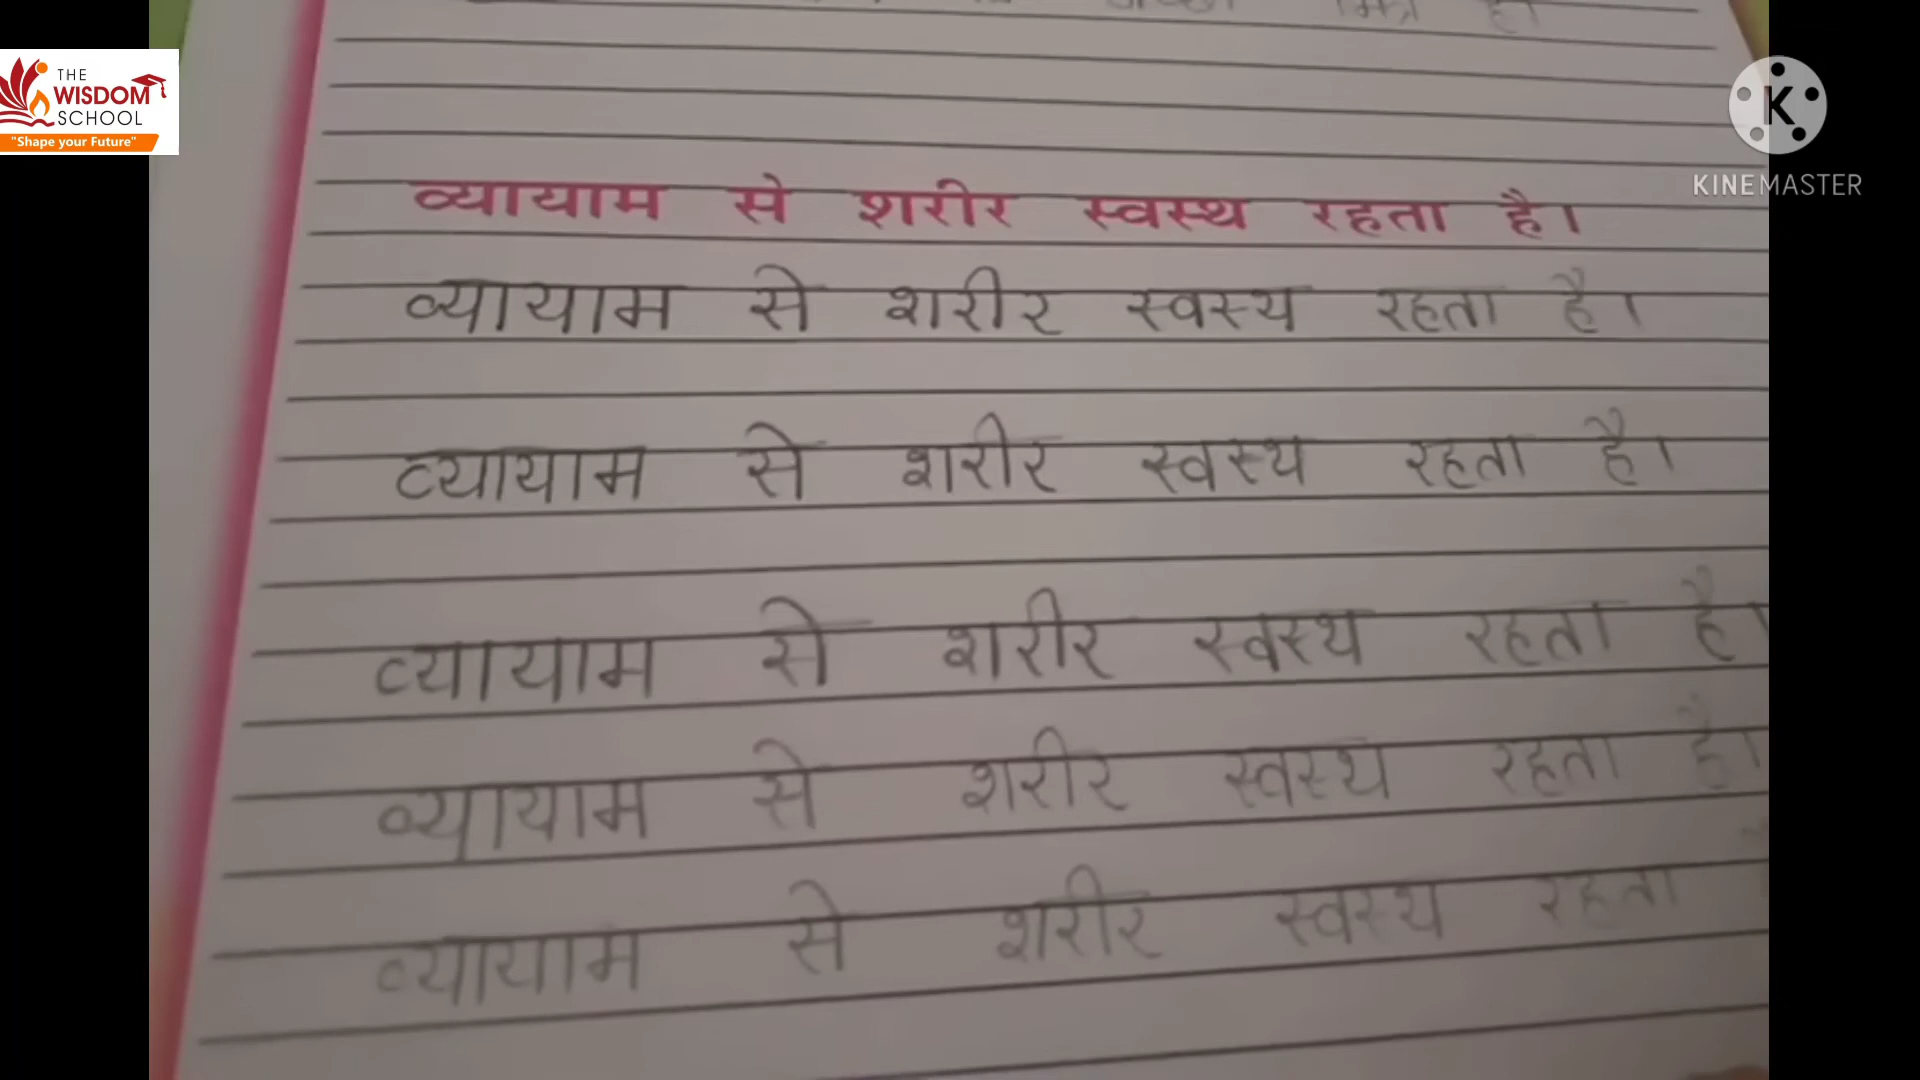 THE
WISDOM
SCHOOL
"Shape your Future"
K
KINEMASTER
व्यायाम से शरीर स्वस्थ रहता है।
व्यायाम से शरीर स्वस्थ रहता है।
व्यायाम से शरीर स्वस्थ रहता है।
व्यायाम से शरीर स्वस्थ रहता है।
व्यायाम से शरीर स्वस्थ रहता है।
व्यायाम से शरीर स्वस्थ रहता